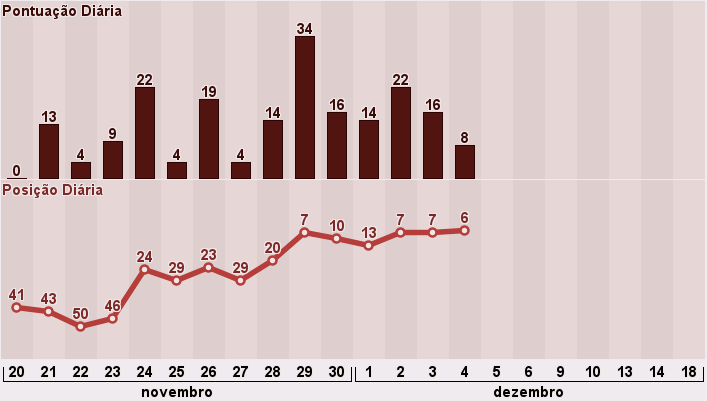 Pontuação Diária
0 13 4 9 22 4 19 4 14 34 16 14 22 16 8
Posição Diária
41 43 50 46 24 29 23 29 20 7 10 13 7 7 6
20 21 22 23 24 25 26 27 28 29 30 1 2 3 4 5 6 9 10 13 14 18
novembro dezembro